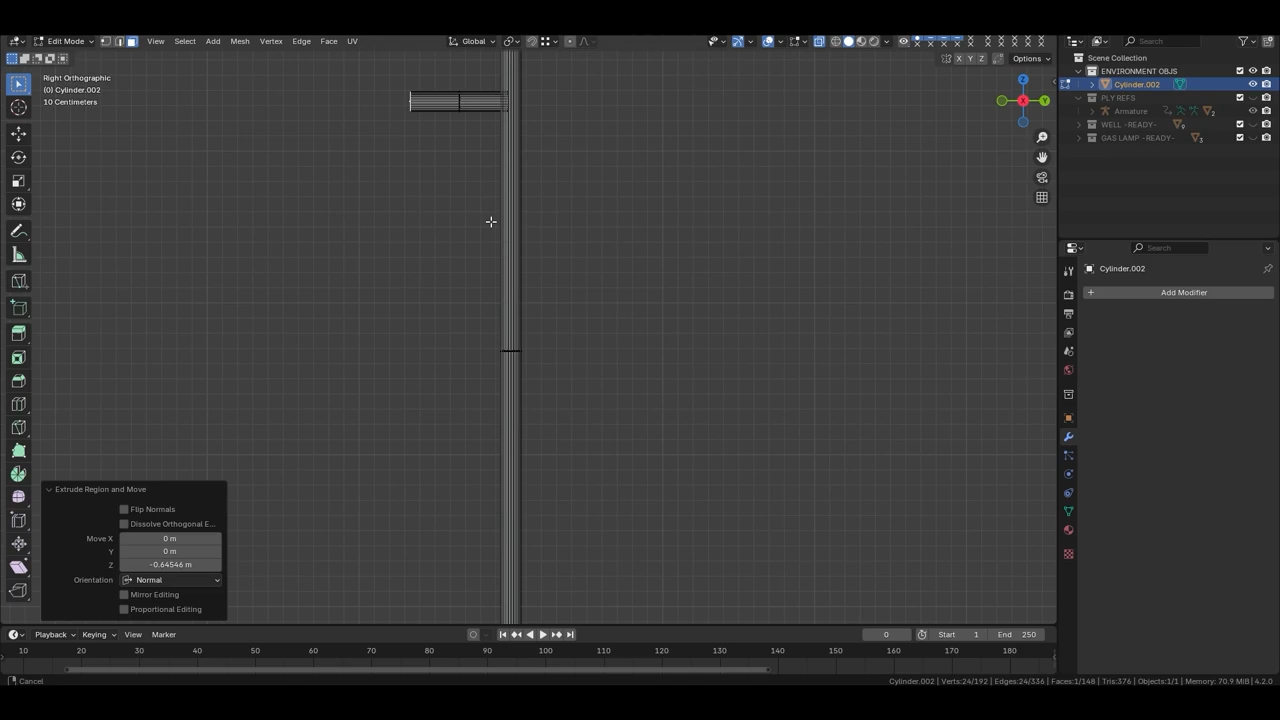 Edit Mode View Select Add Mesh Vertex Edge Face UV Global Search
X Y Z Options
Right Orthographic
(0) Cylinder.002
10 Centimeters
Z
X
Y
Scene Collection
ENVIRONMENT OBJS
Cylinder.002
PLY REFS
Armature 2
WELL -READY- 9
GAS LAMP -READY- 3
Search
Cylinder.002
+ Add Modifier
Extrude Region and Move
Flip Normals
Dissolve Orthogonal E...
Move X 0 m
Y 0 m
Z -0.64546 m
Orientation Normal
Mirror Editing
Proportional Editing
Playback Keying View Marker 0 Start 1 End 250
10 20 30 40 50 60 70 80 90 100 110 120 130 140 150 160 170 180
Cancel Cylinder.002 | Verts:24/192 | Edges:24/336 | Faces:1/148 | Tris:376 | Objects:1/1 | Memory: 70.9 MiB | 4.2.0